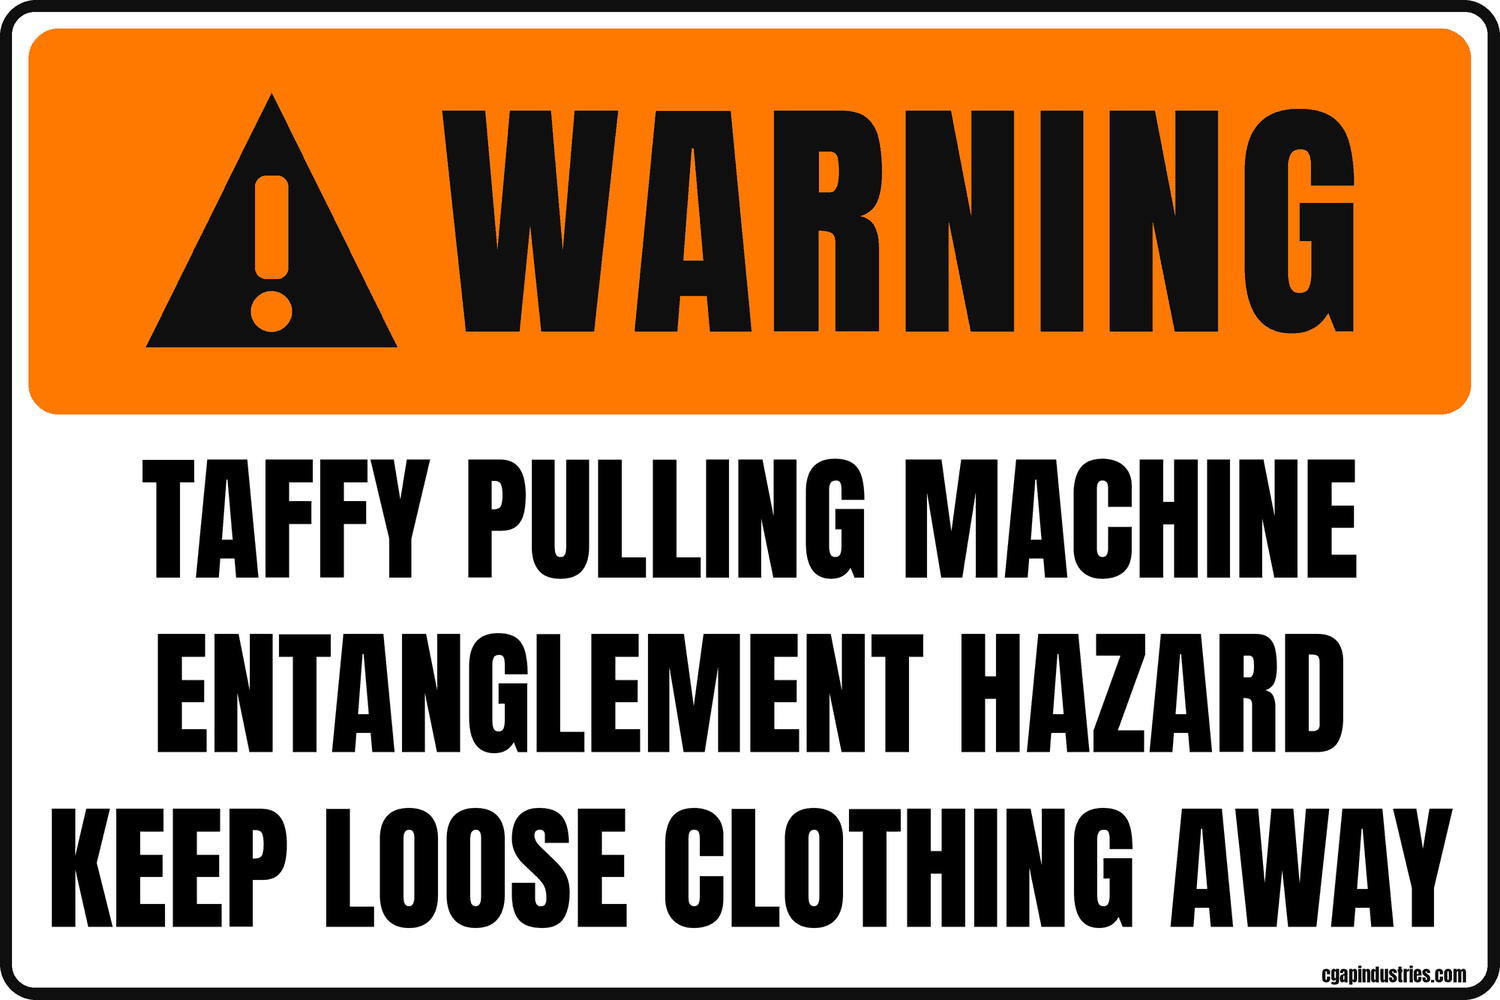 WARNING
TAFFY PULLING MACHINE
ENTANGLEMENT HAZARD
KEEP LOOSE CLOTHING AWAY
cgapindustries.com